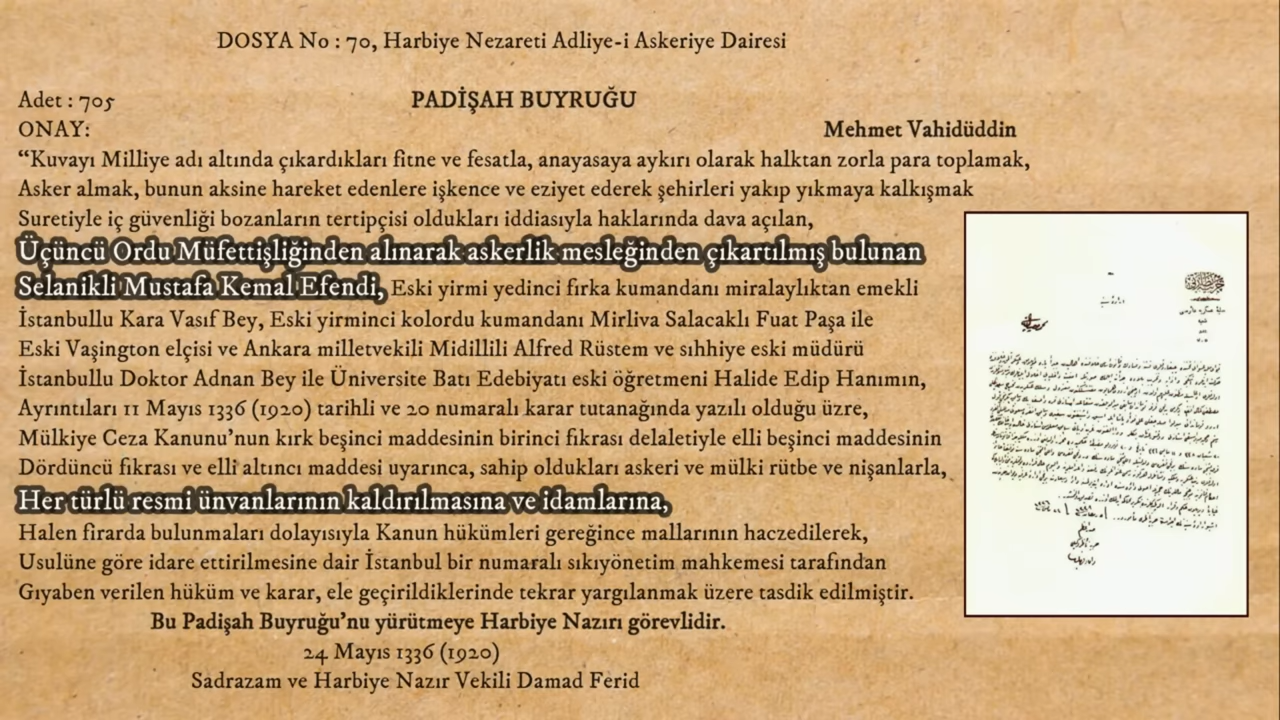 DOSYA No : 70, Harbiye Nezareti Adliye-i Askeriye Dairesi
Adet : 705
PADİŞAH BUYRUĞU
ONAY:
Mehmet Vahidüddin
“Kuvayı Milliye adı altında çıkardıkları fitne ve fesatla, anayasaya aykırı olarak halktan zorla para toplamak,
Asker almak, bunun aksine hareket edenlere işkence ve eziyet ederek şehirleri yakıp yıkmaya kalkışmak
Suretiyle iç güvenliği bozanların tertipçisi oldukları iddiasıyla haklarında dava açılan,
Üçüncü Ordu Müfettişliğinden alınarak askerlik mesleğinden çıkartılmış bulunan
Selanikli Mustafa Kemal Efendi, Eski yirmi yedinci fırka kumandanı miralaylıktan emekli
İstanbullu Kara Vasıf Bey, Eski yirminci kolordu kumandanı Mirliva Salacaklı Fuat Paşa ile
Eski Vaşington elçisi ve Ankara milletvekili Midillili Alfred Rüstem ve sıhhiye eski müdürü
İstanbullu Doktor Adnan Bey ile Üniversite Batı Edebiyatı eski öğretmeni Halide Edip Hanımın,
Ayrıntıları 11 Mayıs 1336 (1920) tarihli ve 20 numaralı karar tutanağında yazılı olduğu üzre,
Mülkiye Ceza Kanunu’nun kırk beşinci maddesinin birinci fıkrası delaletiyle elli beşinci maddesinin
Dördüncü fıkrası ve elli altıncı maddesi uyarınca, sahip oldukları askeri ve mülki rütbe ve nişanlarla,
Her türlü resmi ünvanlarının kaldırılmasına ve idamlarına,
Halen firarda bulunmaları dolayısıyla Kanun hükümleri gereğince mallarının haczedilerek,
Usulüne göre idare ettirilmesine dair İstanbul bir numaralı sıkıyönetim mahkemesi tarafından
Gıyaben verilen hüküm ve karar, ele geçirildiklerinde tekrar yargılanmak üzere tasdik edilmiştir.
Bu Padişah Buyruğu’nu yürütmeye Harbiye Nazırı görevlidir.
24 Mayıs 1336 (1920)
Sadrazam ve Harbiye Nazır Vekili Damad Ferid